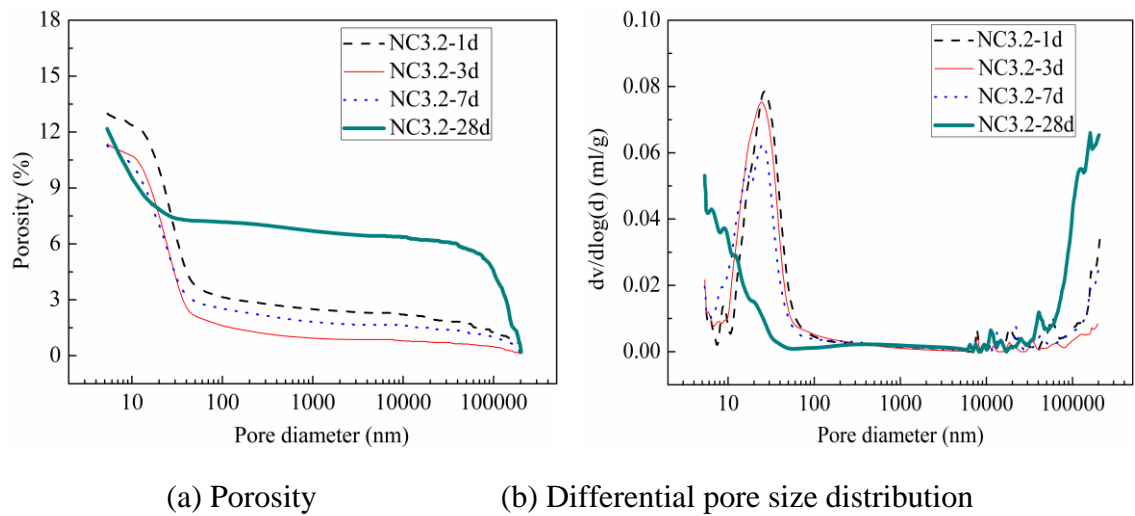 18
15
12
9
6
3
0
Porosity (%)
NC3.2-1d
NC3.2-3d
NC3.2-7d
NC3.2-28d
10 100 1000 10000 100000
Pore diameter (nm)
0.10
0.08
0.06
0.04
0.02
0.00
dv/dlog(d) (ml/g)
NC3.2-1d
NC3.2-3d
NC3.2-7d
NC3.2-28d
10 100 1000 10000 100000
Pore diameter (nm)
(a) Porosity
(b) Differential pore size distribution